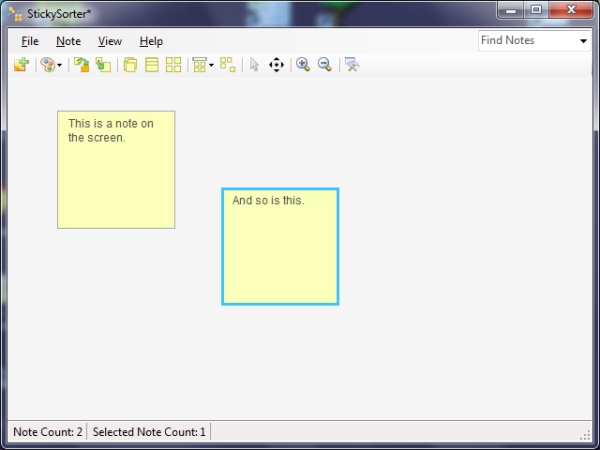 StickySorter*
File Note View Help
Find Notes
This is a note on
the screen.
And so is this.
Note Count: 2 Selected Note Count: 1